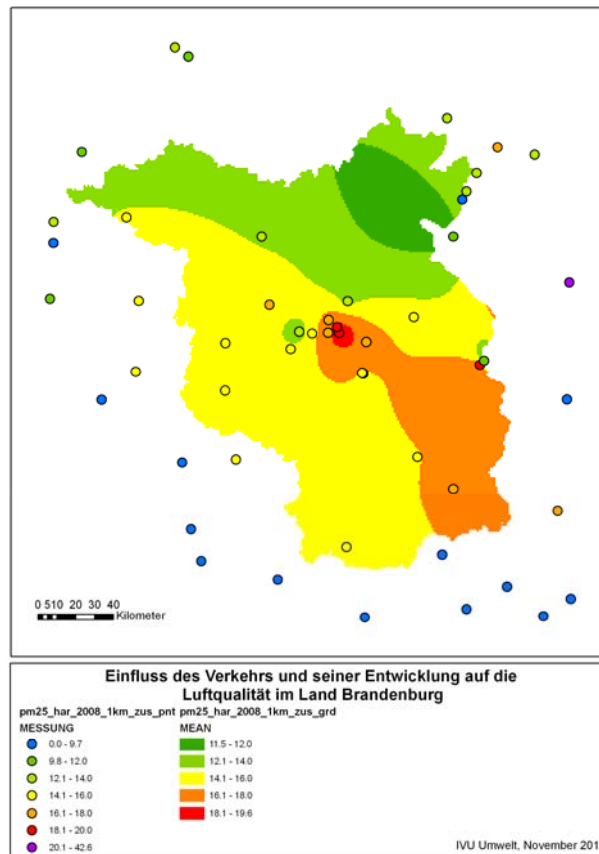 0 510 20 30 40
Kilometer
Einfluss des Verkehrs und seiner Entwicklung auf die
Luftqualität im Land Brandenburg
pm25_har_2008_1km_zus_pnt pm25_har_2008_1km_zus_grd
MESSUNG MEAN
0.0 - 9.7 11.5 - 12.0
9.8 - 12.0 12.1 - 14.0
12.1 - 14.0 14.1 - 16.0
14.1 - 16.0 16.1 - 18.0
16.1 - 18.0 18.1 - 19.6
18.1 - 20.0
20.1 - 42.6
IVU Umwelt, November 201